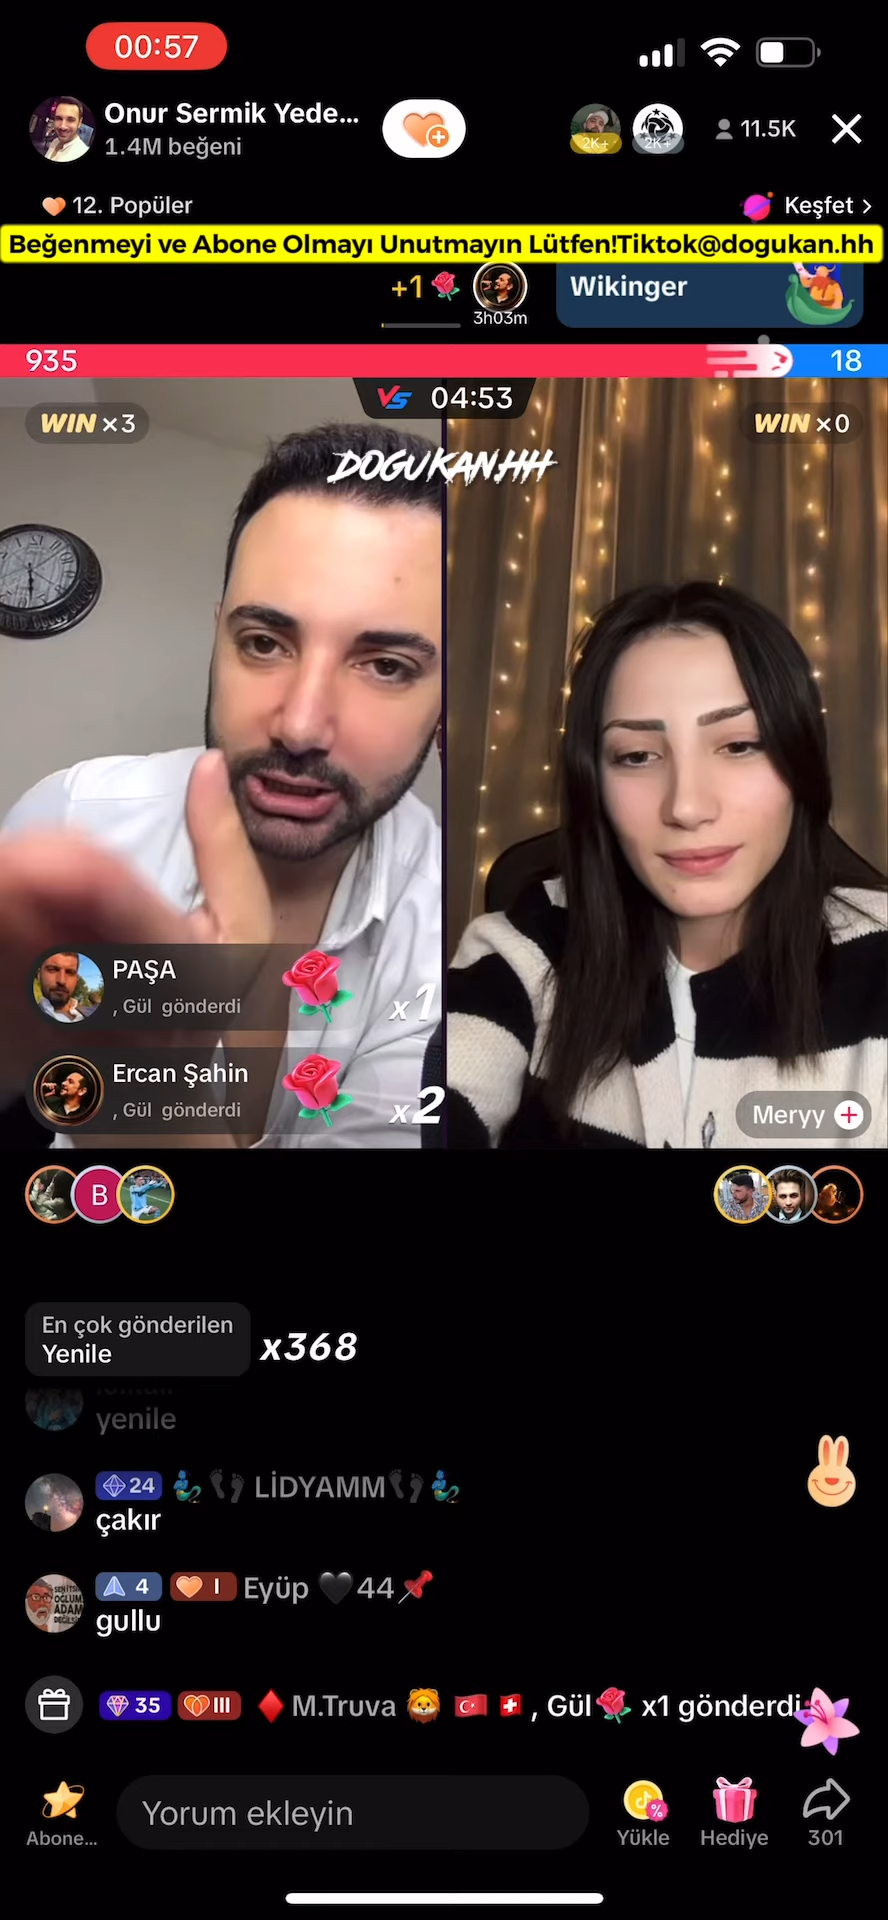 00:57
Onur Sermik Yede...
1.4M beğeni
2K+
2K+
11.5K
12. Popüler
Keşfet >
Beğenmeyi ve Abone Olmayı Unutmayın Lütfen!Tiktok@dogukan.hh
+1
3h03m
Wikinger
935
18
VS 04:53
WIN x3
WIN x0
DOGUKAN.HH
PAŞA
, Gül gönderdi
x1
Ercan Şahin
, Gül gönderdi
x2
Meryy +
B
En çok gönderilen
Yenile
x368
yenile
24 LİDYAMM
çakır
4 I Eyüp 🖤44📌
gullu
35 III ♦️M.Truva 🦁 🇹🇷 🇨🇭 , Gül🌹 x1 gönderdi
Abone...
Yorum ekleyin
Yükle
Hediye
301